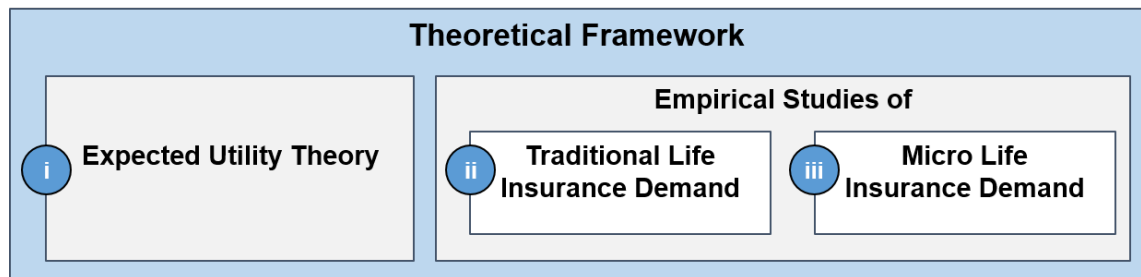 Theoretical Framework
i
Expected Utility Theory
Empirical Studies of
ii
Traditional Life
Insurance Demand
iii
Micro Life
Insurance Demand